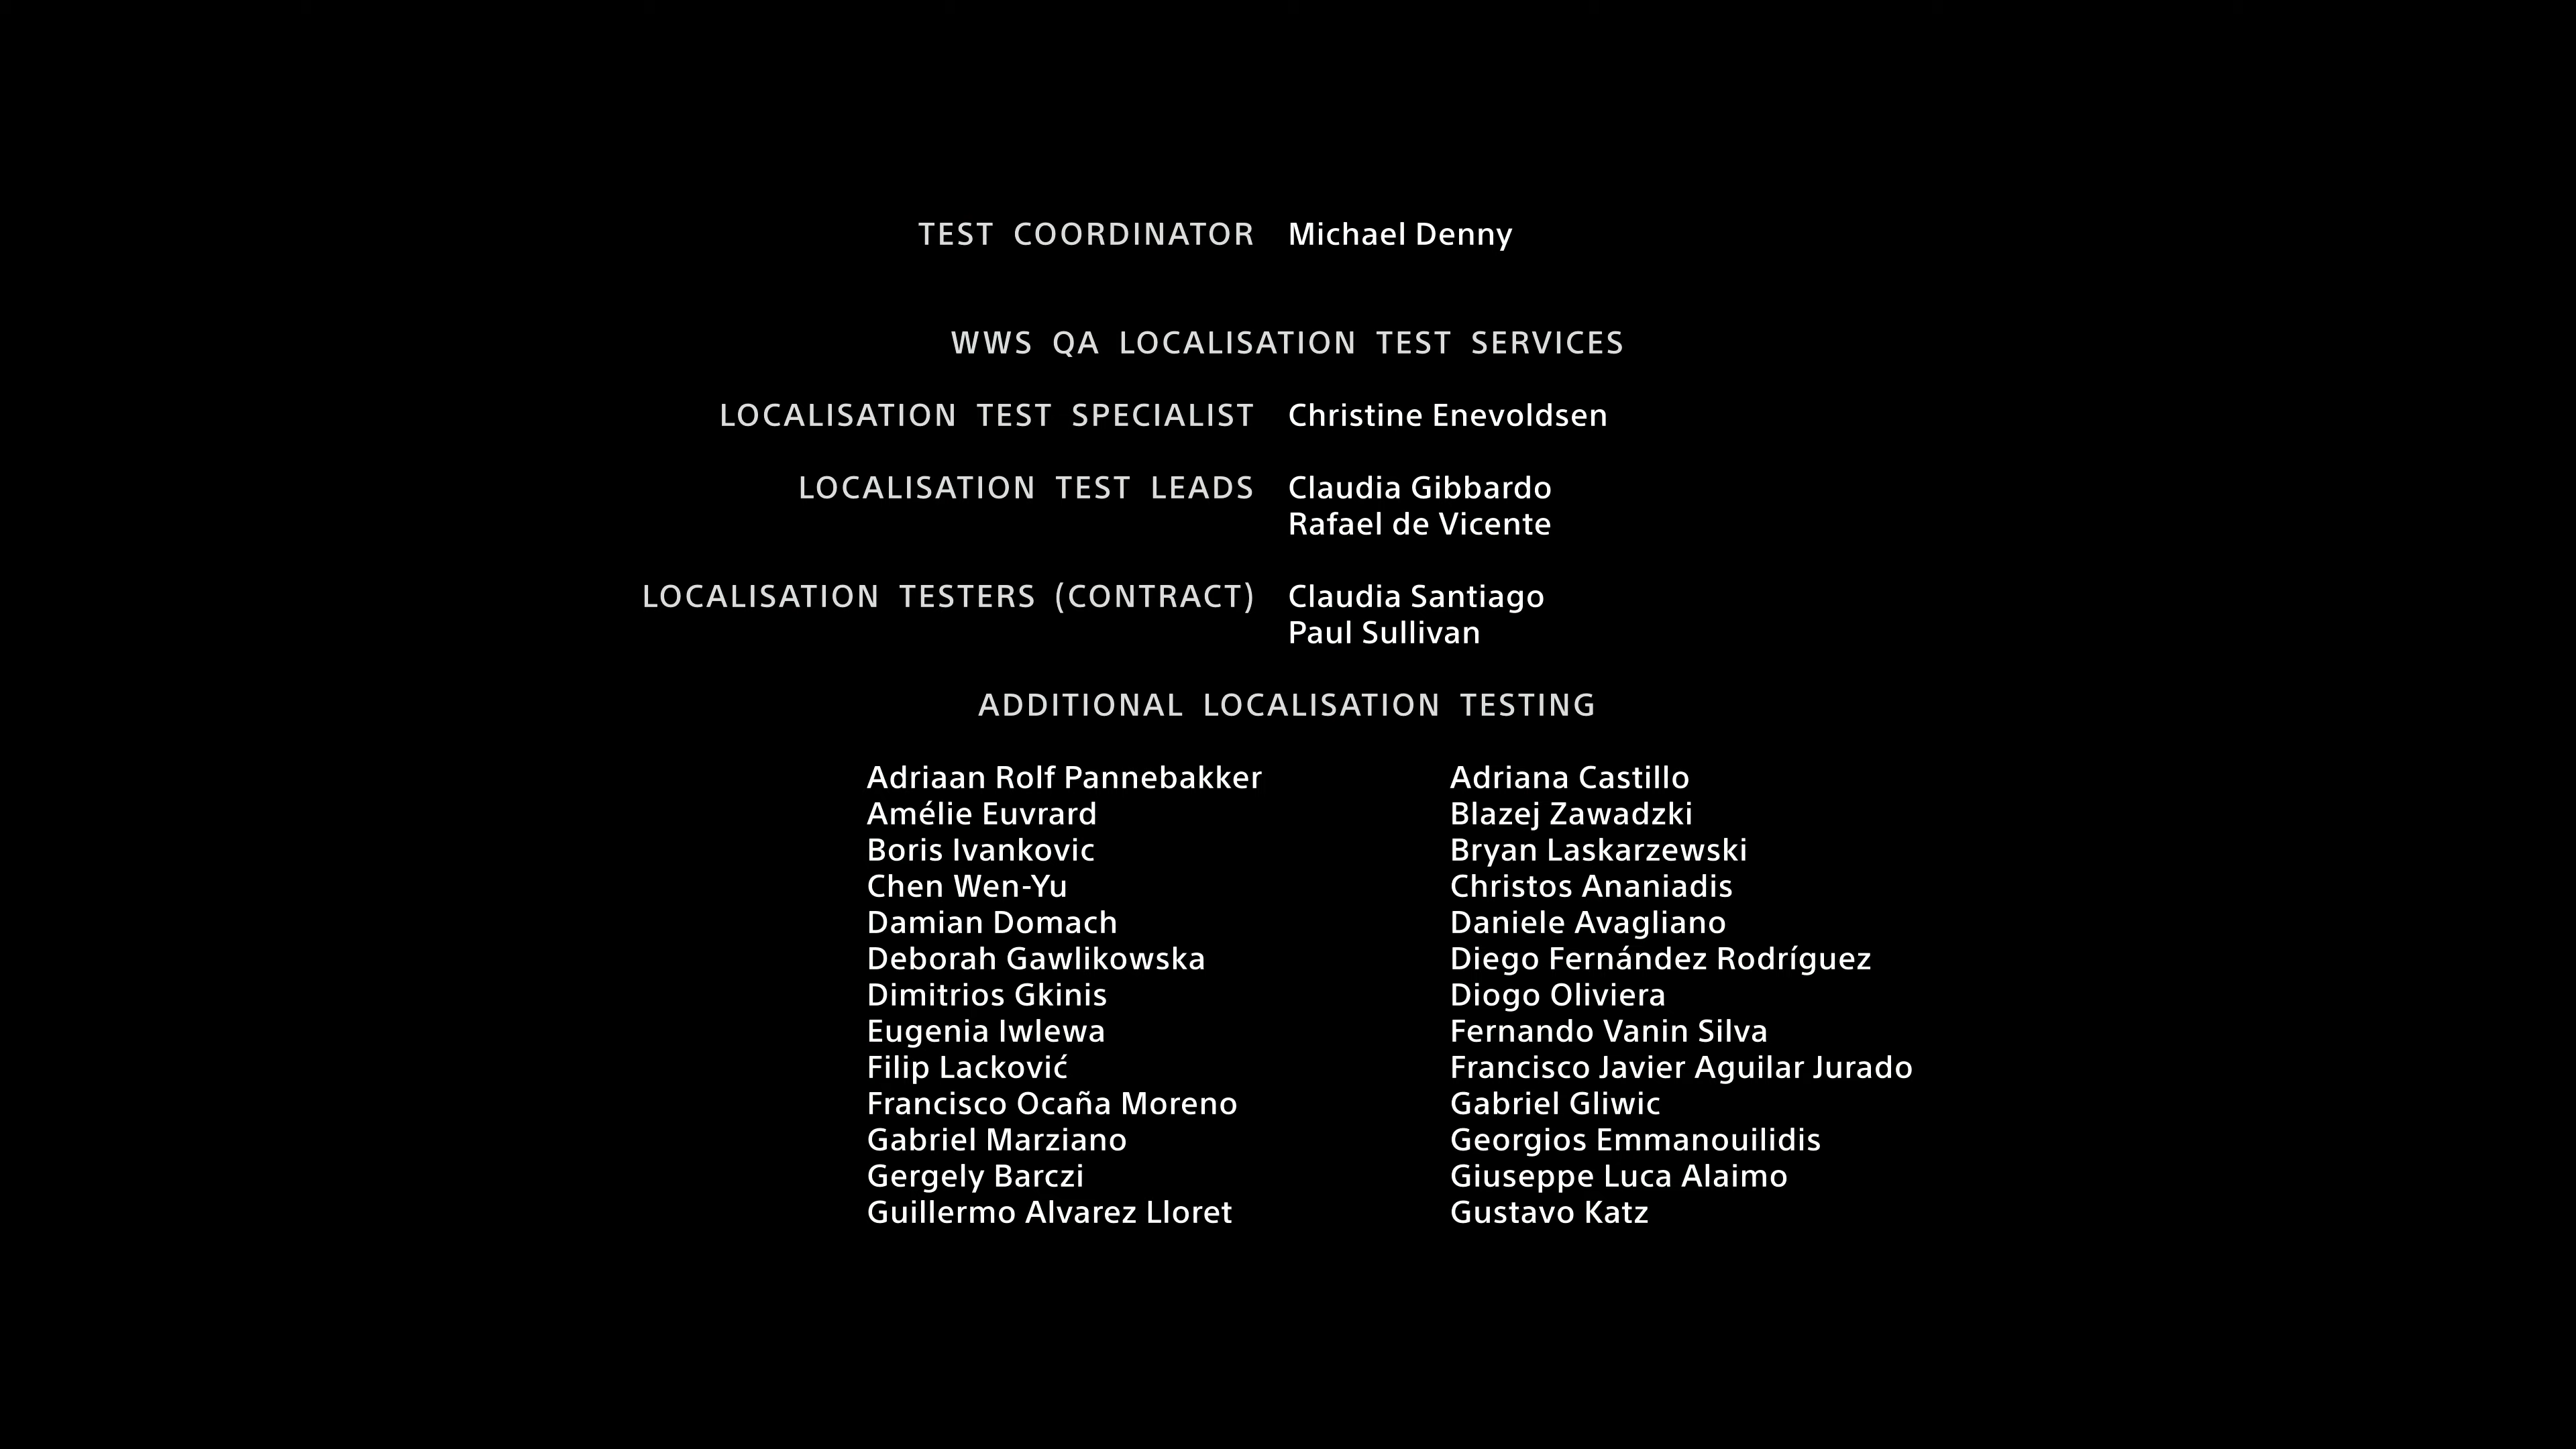 TEST COORDINATOR Michael Denny
WWS QA LOCALISATION TEST SERVICES
LOCALISATION TEST SPECIALIST Christine Enevoldsen
LOCALISATION TEST LEADS Claudia Gibbardo
Rafael de Vicente
LOCALISATION TESTERS (CONTRACT) Claudia Santiago
Paul Sullivan
ADDITIONAL LOCALISATION TESTING
Adriaan Rolf Pannebakker Adriana Castillo
Amélie Euvrard Blazej Zawadzki
Boris Ivankovic Bryan Laskarzewski
Chen Wen-Yu Christos Ananiadis
Damian Domach Daniele Avagliano
Deborah Gawlikowska Diego Fernández Rodríguez
Dimitrios Gkinis Diogo Oliviera
Eugenia Iwlewa Fernando Vanin Silva
Filip Lacković Francisco Javier Aguilar Jurado
Francisco Ocaña Moreno Gabriel Gliwic
Gabriel Marziano Georgios Emmanouilidis
Gergely Barczi Giuseppe Luca Alaimo
Guillermo Alvarez Lloret Gustavo Katz